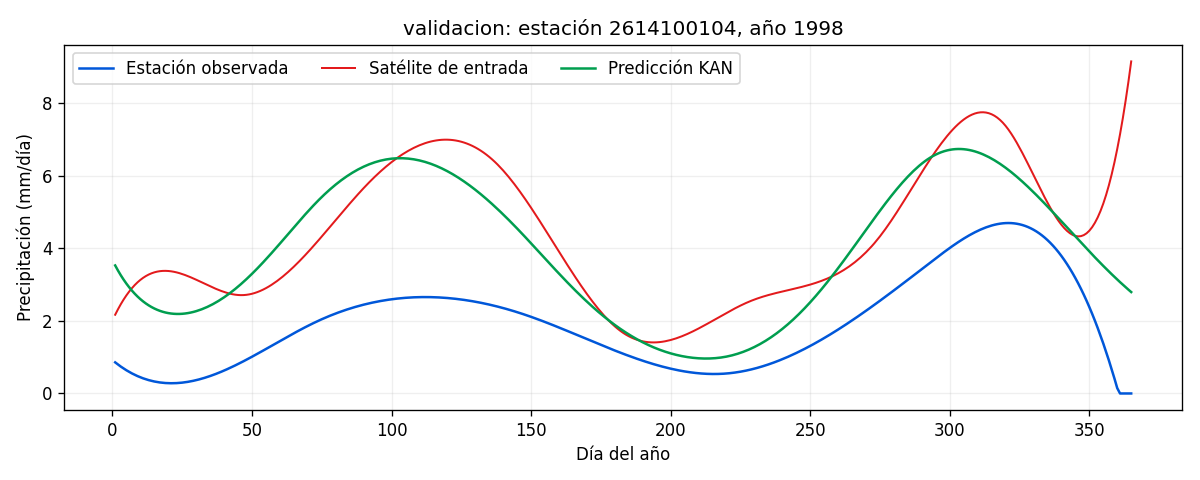 validacion: estación 2614100104, año 1998
Estación observada
Satélite de entrada
Predicción KAN
Precipitación (mm/día)
8
6
4
2
0
0 50 100 150 200 250 300 350
Día del año